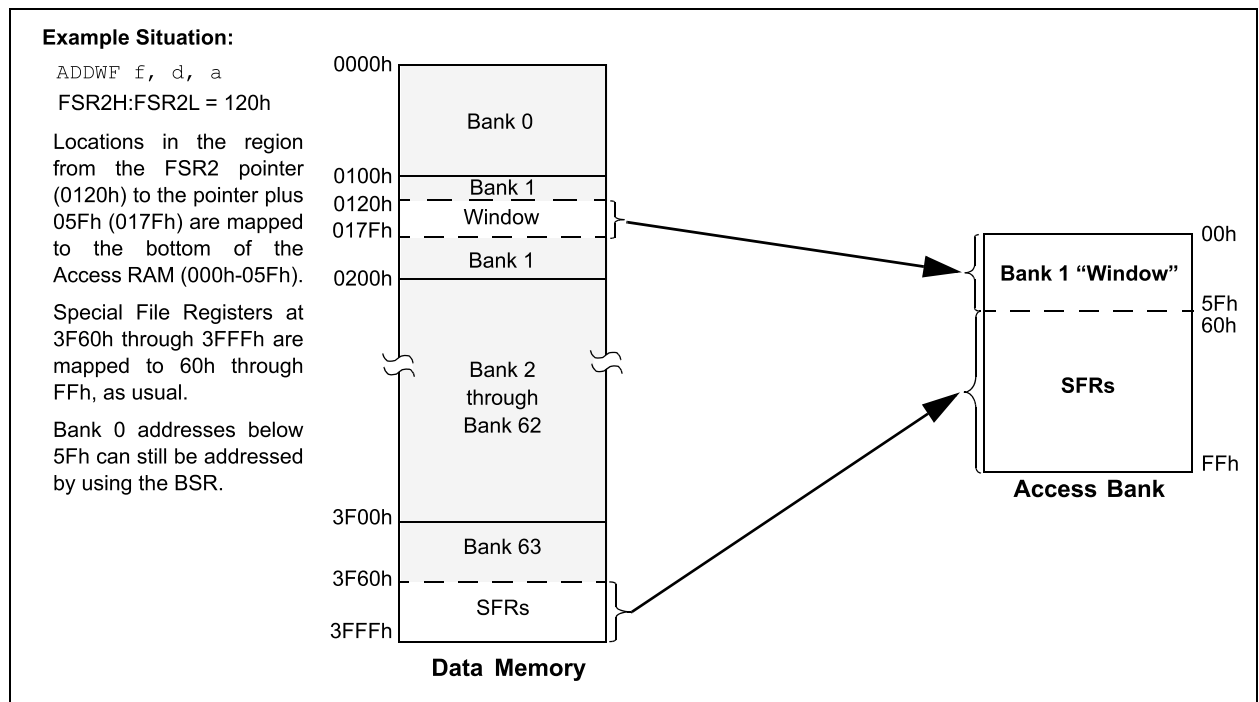 Example Situation:
ADDWF f, d, a
FSR2H:FSR2L = 120h
Locations in the region
from the FSR2 pointer
(0120h) to the pointer plus
05Fh (017Fh) are mapped
to the bottom of the
Access RAM (000h-05Fh).
Special File Registers at
3F60h through 3FFFh are
mapped to 60h through
FFh, as usual.
Bank 0 addresses below
5Fh can still be addressed
by using the BSR.
0000h
Bank 0
0100h
Bank 1
0120h
Window
017Fh
Bank 1
0200h
Bank 2
through
Bank 62
3F00h
Bank 63
3F60h
SFRs
3FFFh
Data Memory
00h
Bank 1 “Window”
5Fh
60h
SFRs
FFh
Access Bank